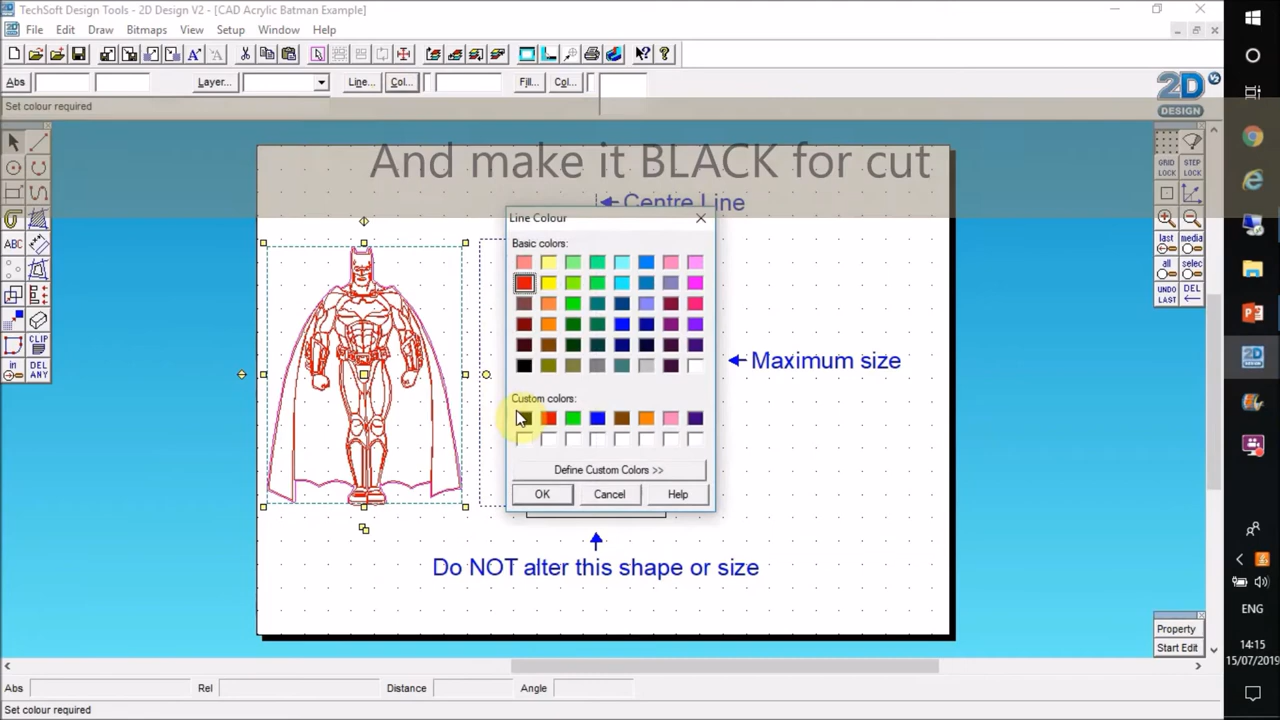 TechSoft Design Tools - 2D Design V2 - [CAD Acrylic Batman Example]
File Edit Draw Bitmaps View Setup Window Help
Abs Layer... Line... Col... Fill... Col...
2D DESIGN
Set colour required
And make it BLACK for cut
Centre Line
GRID LOCK STEP LOCK
Line Colour
Basic colors:
ABC
last media
all selec
UNDO LAST DEL
CLIP
in DEL ANY
Maximum size
Custom colors:
Define Custom Colors >>
OK Cancel Help
Do NOT alter this shape or size
Property
Start Edit
ENG
14:15
15/07/2019
Abs Rel Distance Angle
Set colour required